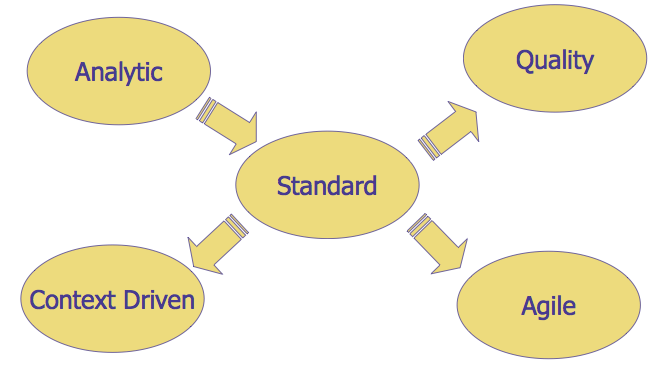 Analytic
Quality
Standard
Context Driven
Agile